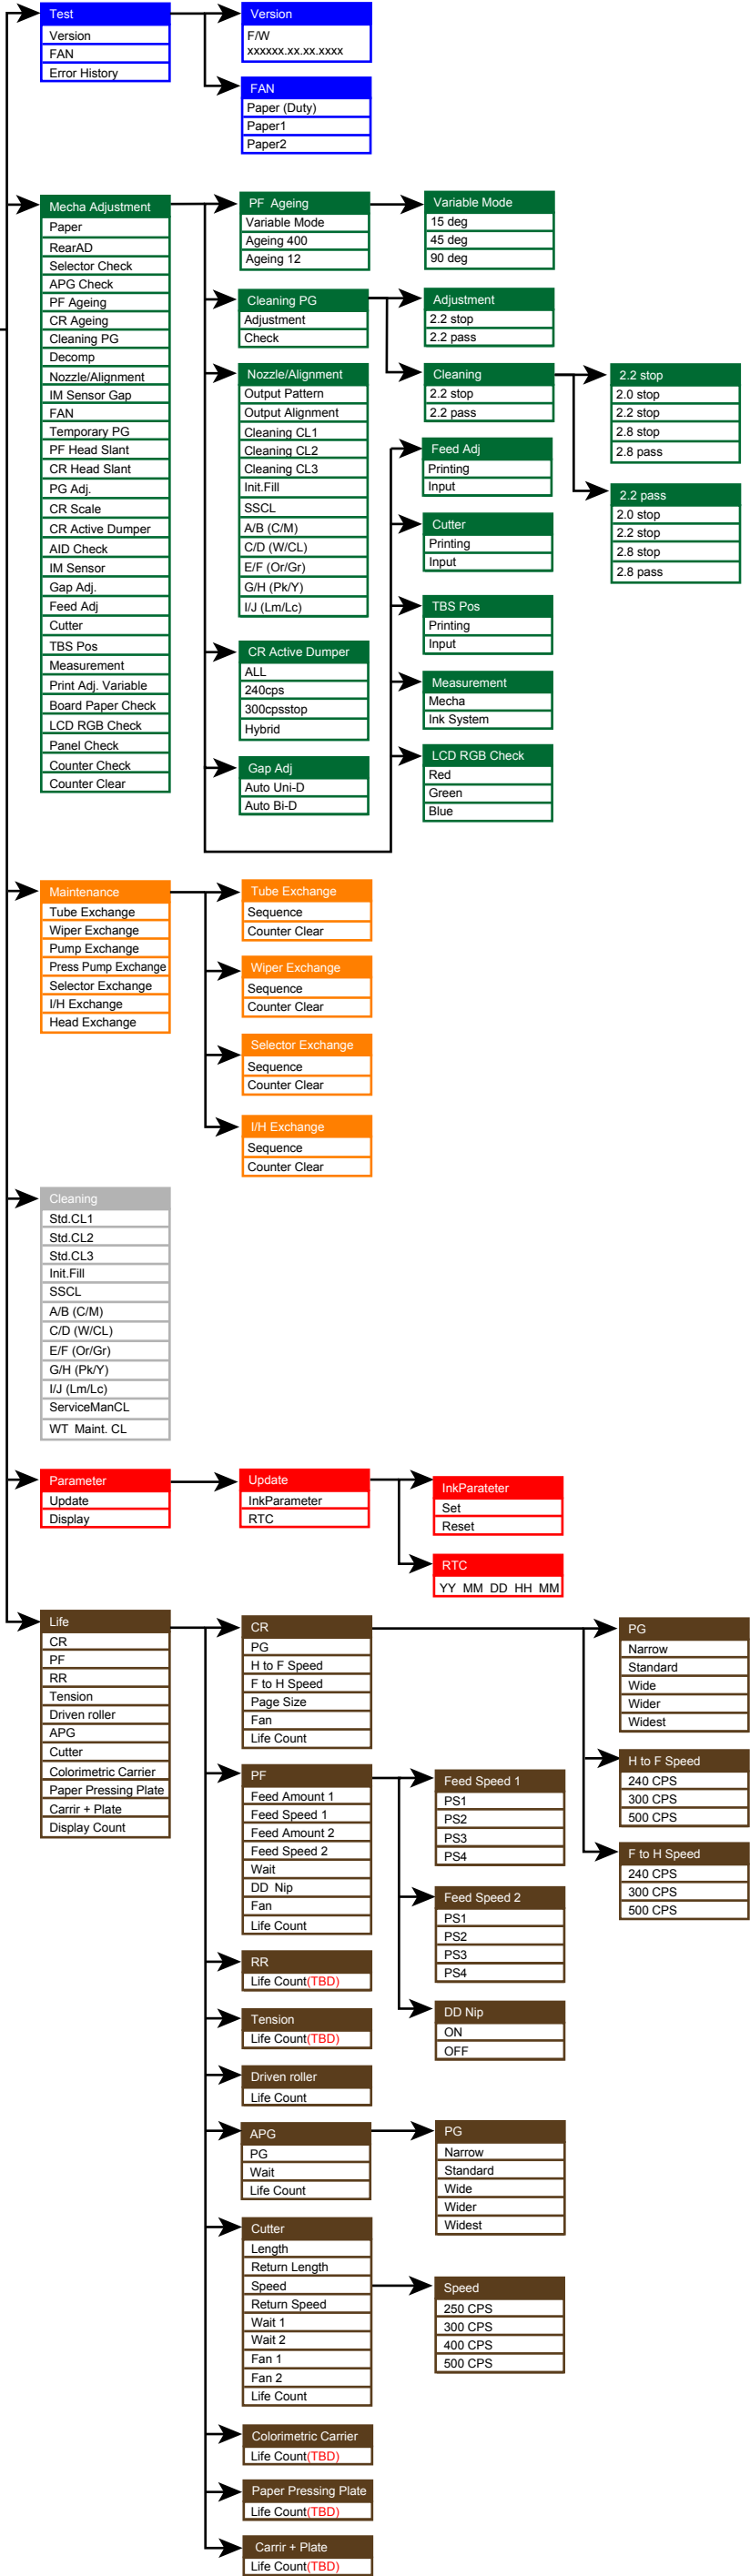 Test
Version
FAN
Error History
Version
F/W
xxxxxx.xx.xx.xxxx
FAN
Paper (Duty)
Paper1
Paper2
Mecha Adjustment
Paper
RearAD
Selector Check
APG Check
PF Ageing
CR Ageing
Cleaning PG
Decomp
Nozzle/Alignment
IM Sensor Gap
FAN
Temporary PG
PF Head Slant
CR Head Slant
PG Adj.
CR Scale
CR Active Dumper
AID Check
IM Sensor
Gap Adj.
Feed Adj
Cutter
TBS Pos
Measurement
Print Adj. Variable
Board Paper Check
LCD RGB Check
Panel Check
Counter Check
Counter Clear
PF Ageing
Variable Mode
Ageing 400
Ageing 12
Variable Mode
15 deg
45 deg
90 deg
Cleaning PG
Adjustment
Check
Adjustment
2.2 stop
2.2 pass
Cleaning
2.2 stop
2.2 pass
2.2 stop
2.0 stop
2.2 stop
2.8 stop
2.8 pass
2.2 pass
2.0 stop
2.2 stop
2.8 stop
2.8 pass
Nozzle/Alignment
Output Pattern
Output Alignment
Cleaning CL1
Cleaning CL2
Cleaning CL3
Init.Fill
SSCL
A/B (C/M)
C/D (W/CL)
E/F (Or/Gr)
G/H (Pk/Y)
I/J (Lm/Lc)
CR Active Dumper
ALL
240cps
300cpsstop
Hybrid
Gap Adj
Auto Uni-D
Auto Bi-D
Feed Adj
Printing
Input
Cutter
Printing
Input
TBS Pos
Printing
Input
Measurement
Mecha
Ink System
LCD RGB Check
Red
Green
Blue
Maintenance
Tube Exchange
Wiper Exchange
Pump Exchange
Press Pump Exchange
Selector Exchange
I/H Exchange
Head Exchange
Tube Exchange
Sequence
Counter Clear
Wiper Exchange
Sequence
Counter Clear
Selector Exchange
Sequence
Counter Clear
I/H Exchange
Sequence
Counter Clear
Cleaning
Std.CL1
Std.CL2
Std.CL3
Init.Fill
SSCL
A/B (C/M)
C/D (W/CL)
E/F (Or/Gr)
G/H (Pk/Y)
I/J (Lm/Lc)
ServiceManCL
WT Maint. CL
Parameter
Update
Display
Update
InkParameter
RTC
InkParateter
Set
Reset
RTC
YY MM DD HH MM
Life
CR
PF
RR
Tension
Driven roller
APG
Cutter
Colorimetric Carrier
Paper Pressing Plate
Carrir + Plate
Display Count
CR
PG
H to F Speed
F to H Speed
Page Size
Fan
Life Count
PG
Narrow
Standard
Wide
Wider
Widest
H to F Speed
240 CPS
300 CPS
500 CPS
F to H Speed
240 CPS
300 CPS
500 CPS
PF
Feed Amount 1
Feed Speed 1
Feed Amount 2
Feed Speed 2
Wait
DD Nip
Fan
Life Count
Feed Speed 1
PS1
PS2
PS3
PS4
Feed Speed 2
PS1
PS2
PS3
PS4
DD Nip
ON
OFF
RR
Life Count(TBD)
Tension
Life Count(TBD)
Driven roller
Life Count
APG
PG
Wait
Life Count
PG
Narrow
Standard
Wide
Wider
Widest
Cutter
Length
Return Length
Speed
Return Speed
Wait 1
Wait 2
Fan 1
Fan 2
Life Count
Speed
250 CPS
300 CPS
400 CPS
500 CPS
Colorimetric Carrier
Life Count(TBD)
Paper Pressing Plate
Life Count(TBD)
Carrir + Plate
Life Count(TBD)